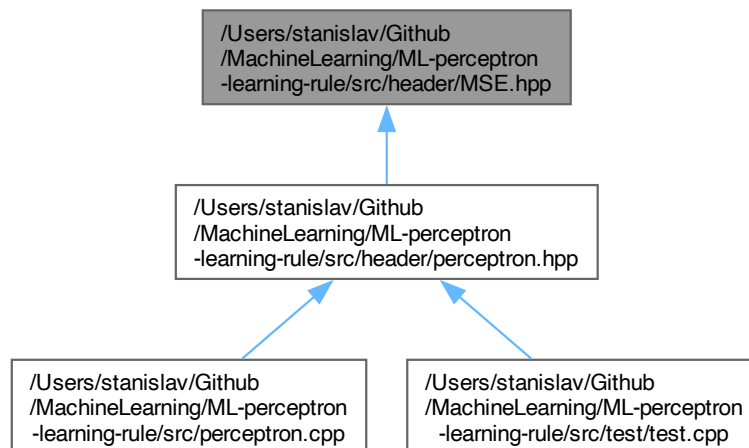 /Users/stanislav/Github
/MachineLearning/ML-perceptron
-learning-rule/src/header/MSE.hpp
/Users/stanislav/Github
/MachineLearning/ML-perceptron
-learning-rule/src/header/perceptron.hpp
/Users/stanislav/Github
/MachineLearning/ML-perceptron
-learning-rule/src/perceptron.cpp
/Users/stanislav/Github
/MachineLearning/ML-perceptron
-learning-rule/src/test/test.cpp